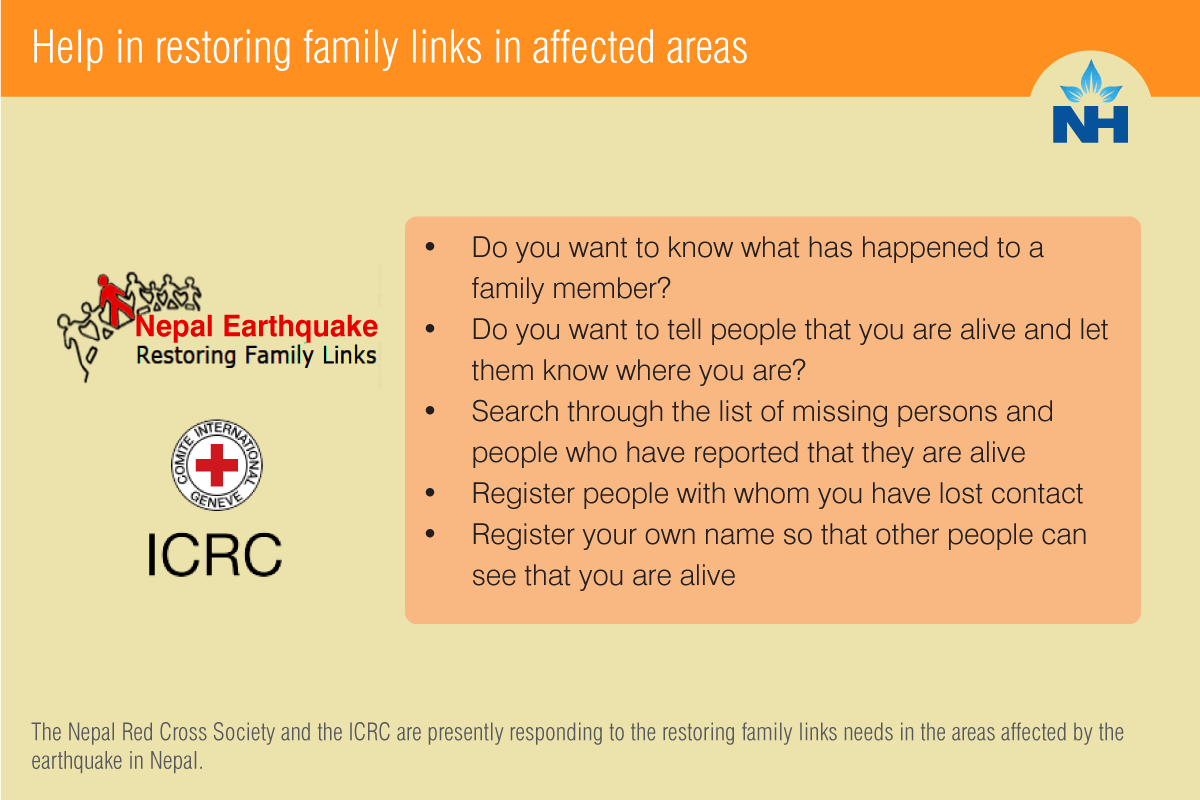 Help in restoring family links in affected areas
NH
Nepal Earthquake
Restoring Family Links
COMITE INTERNATIONAL
GENEVE
ICRC
• Do you want to know what has happened to a
family member?
• Do you want to tell people that you are alive and let
them know where you are?
• Search through the list of missing persons and
people who have reported that they are alive
• Register people with whom you have lost contact
• Register your own name so that other people can
see that you are alive
The Nepal Red Cross Society and the ICRC are presently responding to the restoring family links needs in the areas affected by the
earthquake in Nepal.